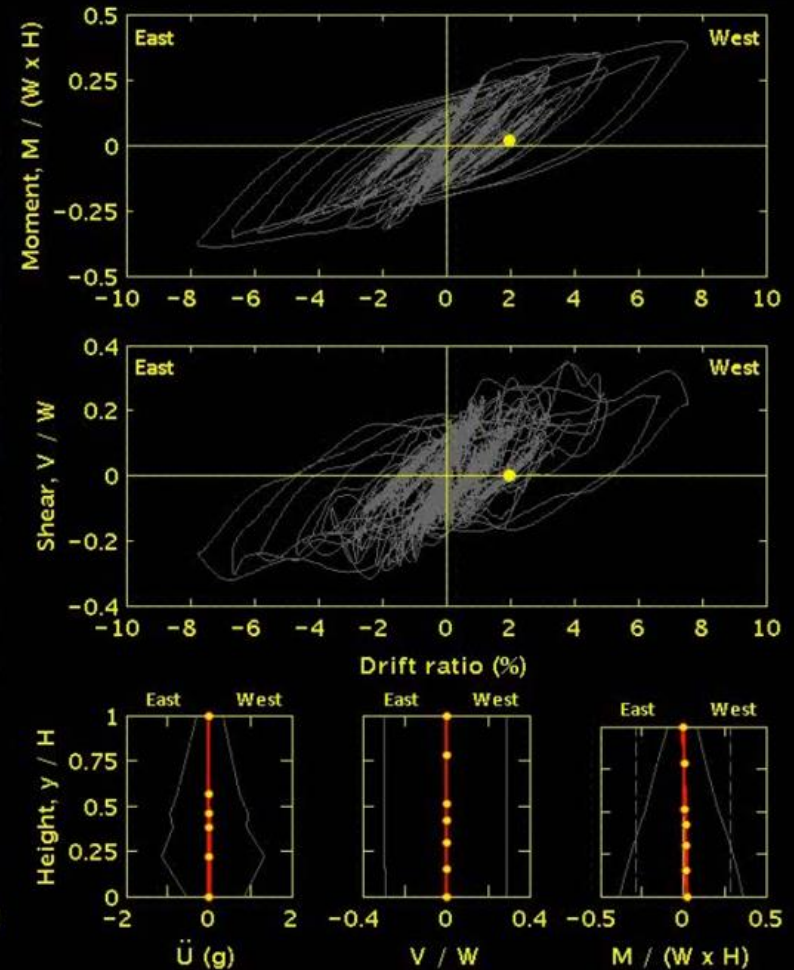 Moment, M / (W x H)
0.5
0.25
0
−0.25
−0.5
East
West
−10 −8 −6 −4 −2 0 2 4 6 8 10
Shear, V / W
0.4
0.2
0
−0.2
−0.4
East
West
−10 −8 −6 −4 −2 0 2 4 6 8 10
Drift ratio (%)
Height, y / H
East West
1
0.75
0.5
0.25
0
−2 0 2
Ü (g)
East West
−0.4 0 0.4
V / W
East West
−0.5 0 0.5
M / (W x H)